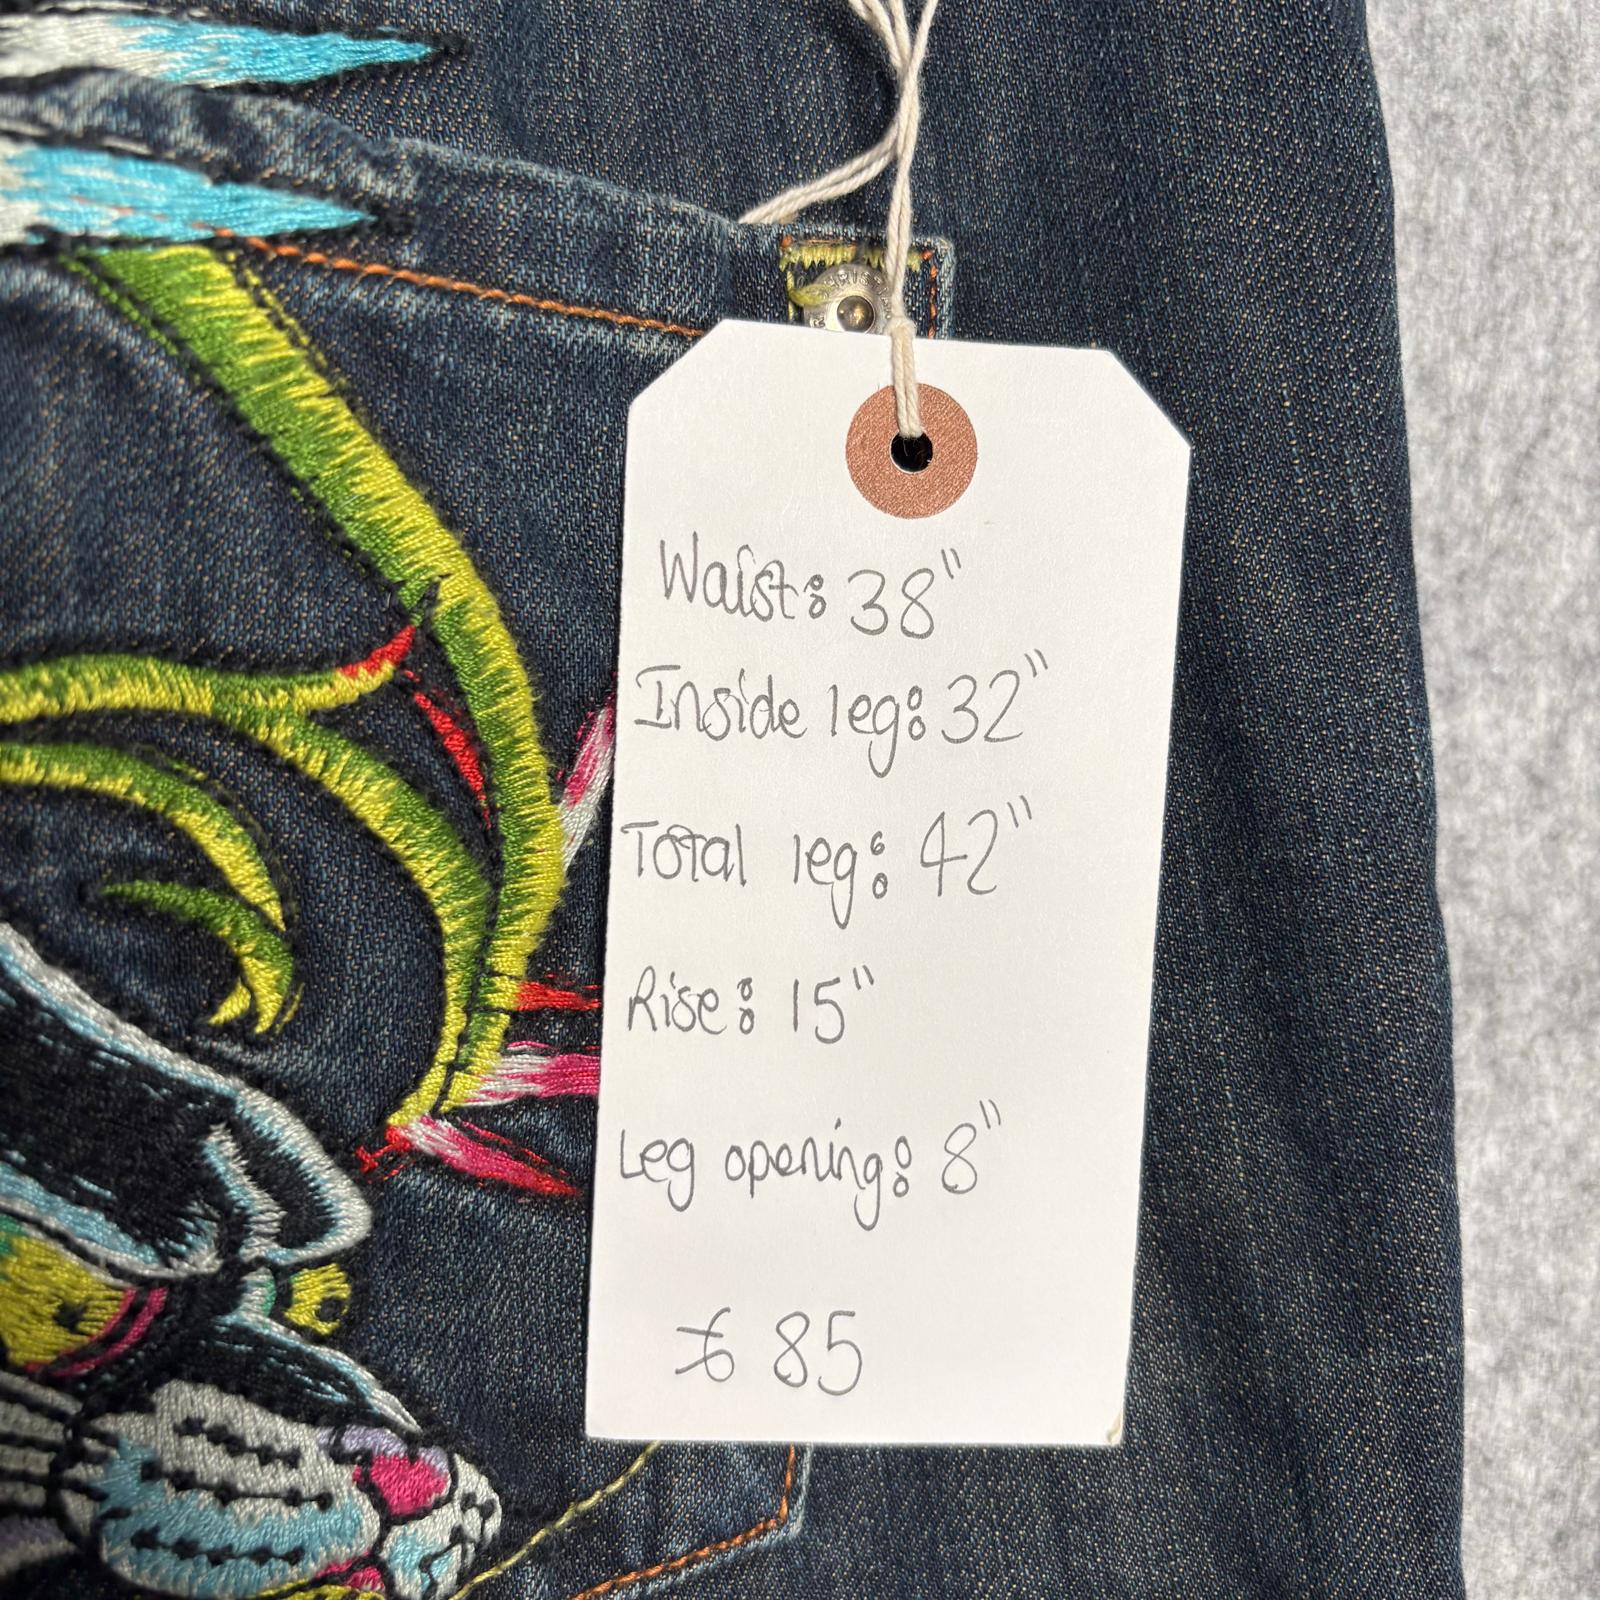 Waist: 38"
Inside leg: 32"
Total leg: 42"
Rise: 15"
Leg opening: 8"
£ 85